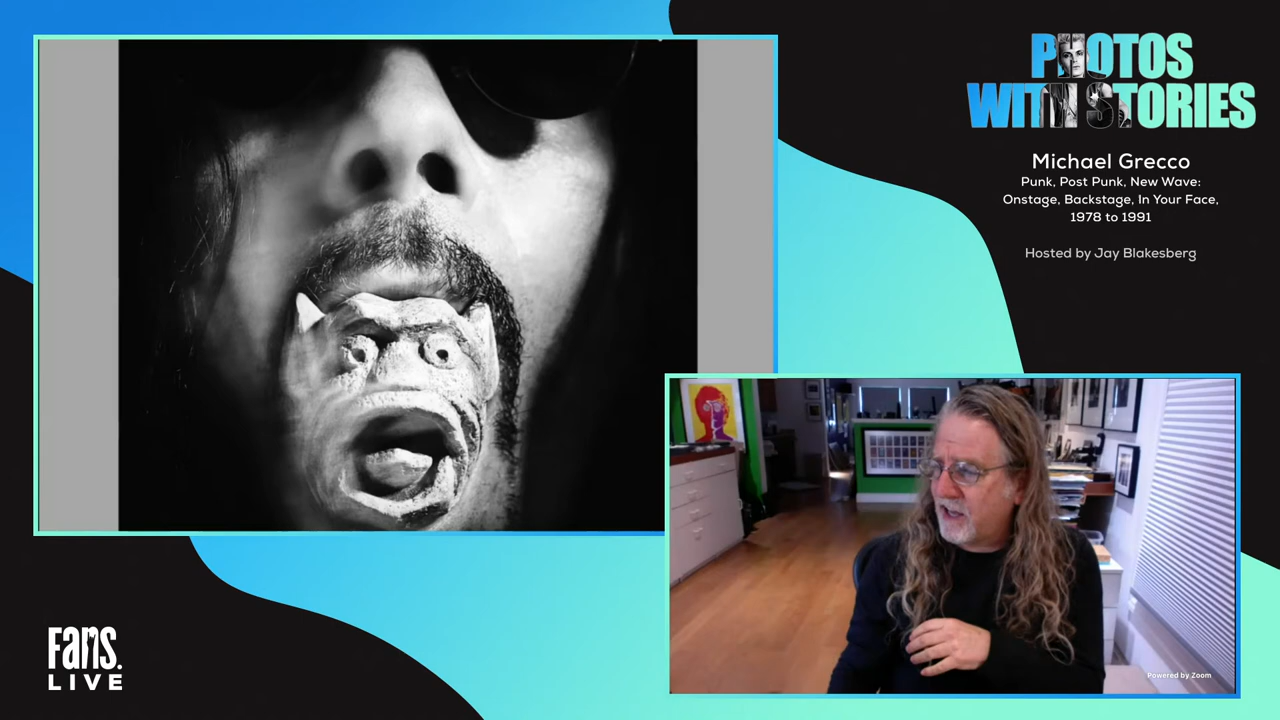 PHOTOS
WITH STORIES
Michael Grecco
Punk, Post Punk, New Wave:
Onstage, Backstage, In Your Face,
1978 to 1991
Hosted by Jay Blakesberg
Fans.
LIVE
Powered by Zoom